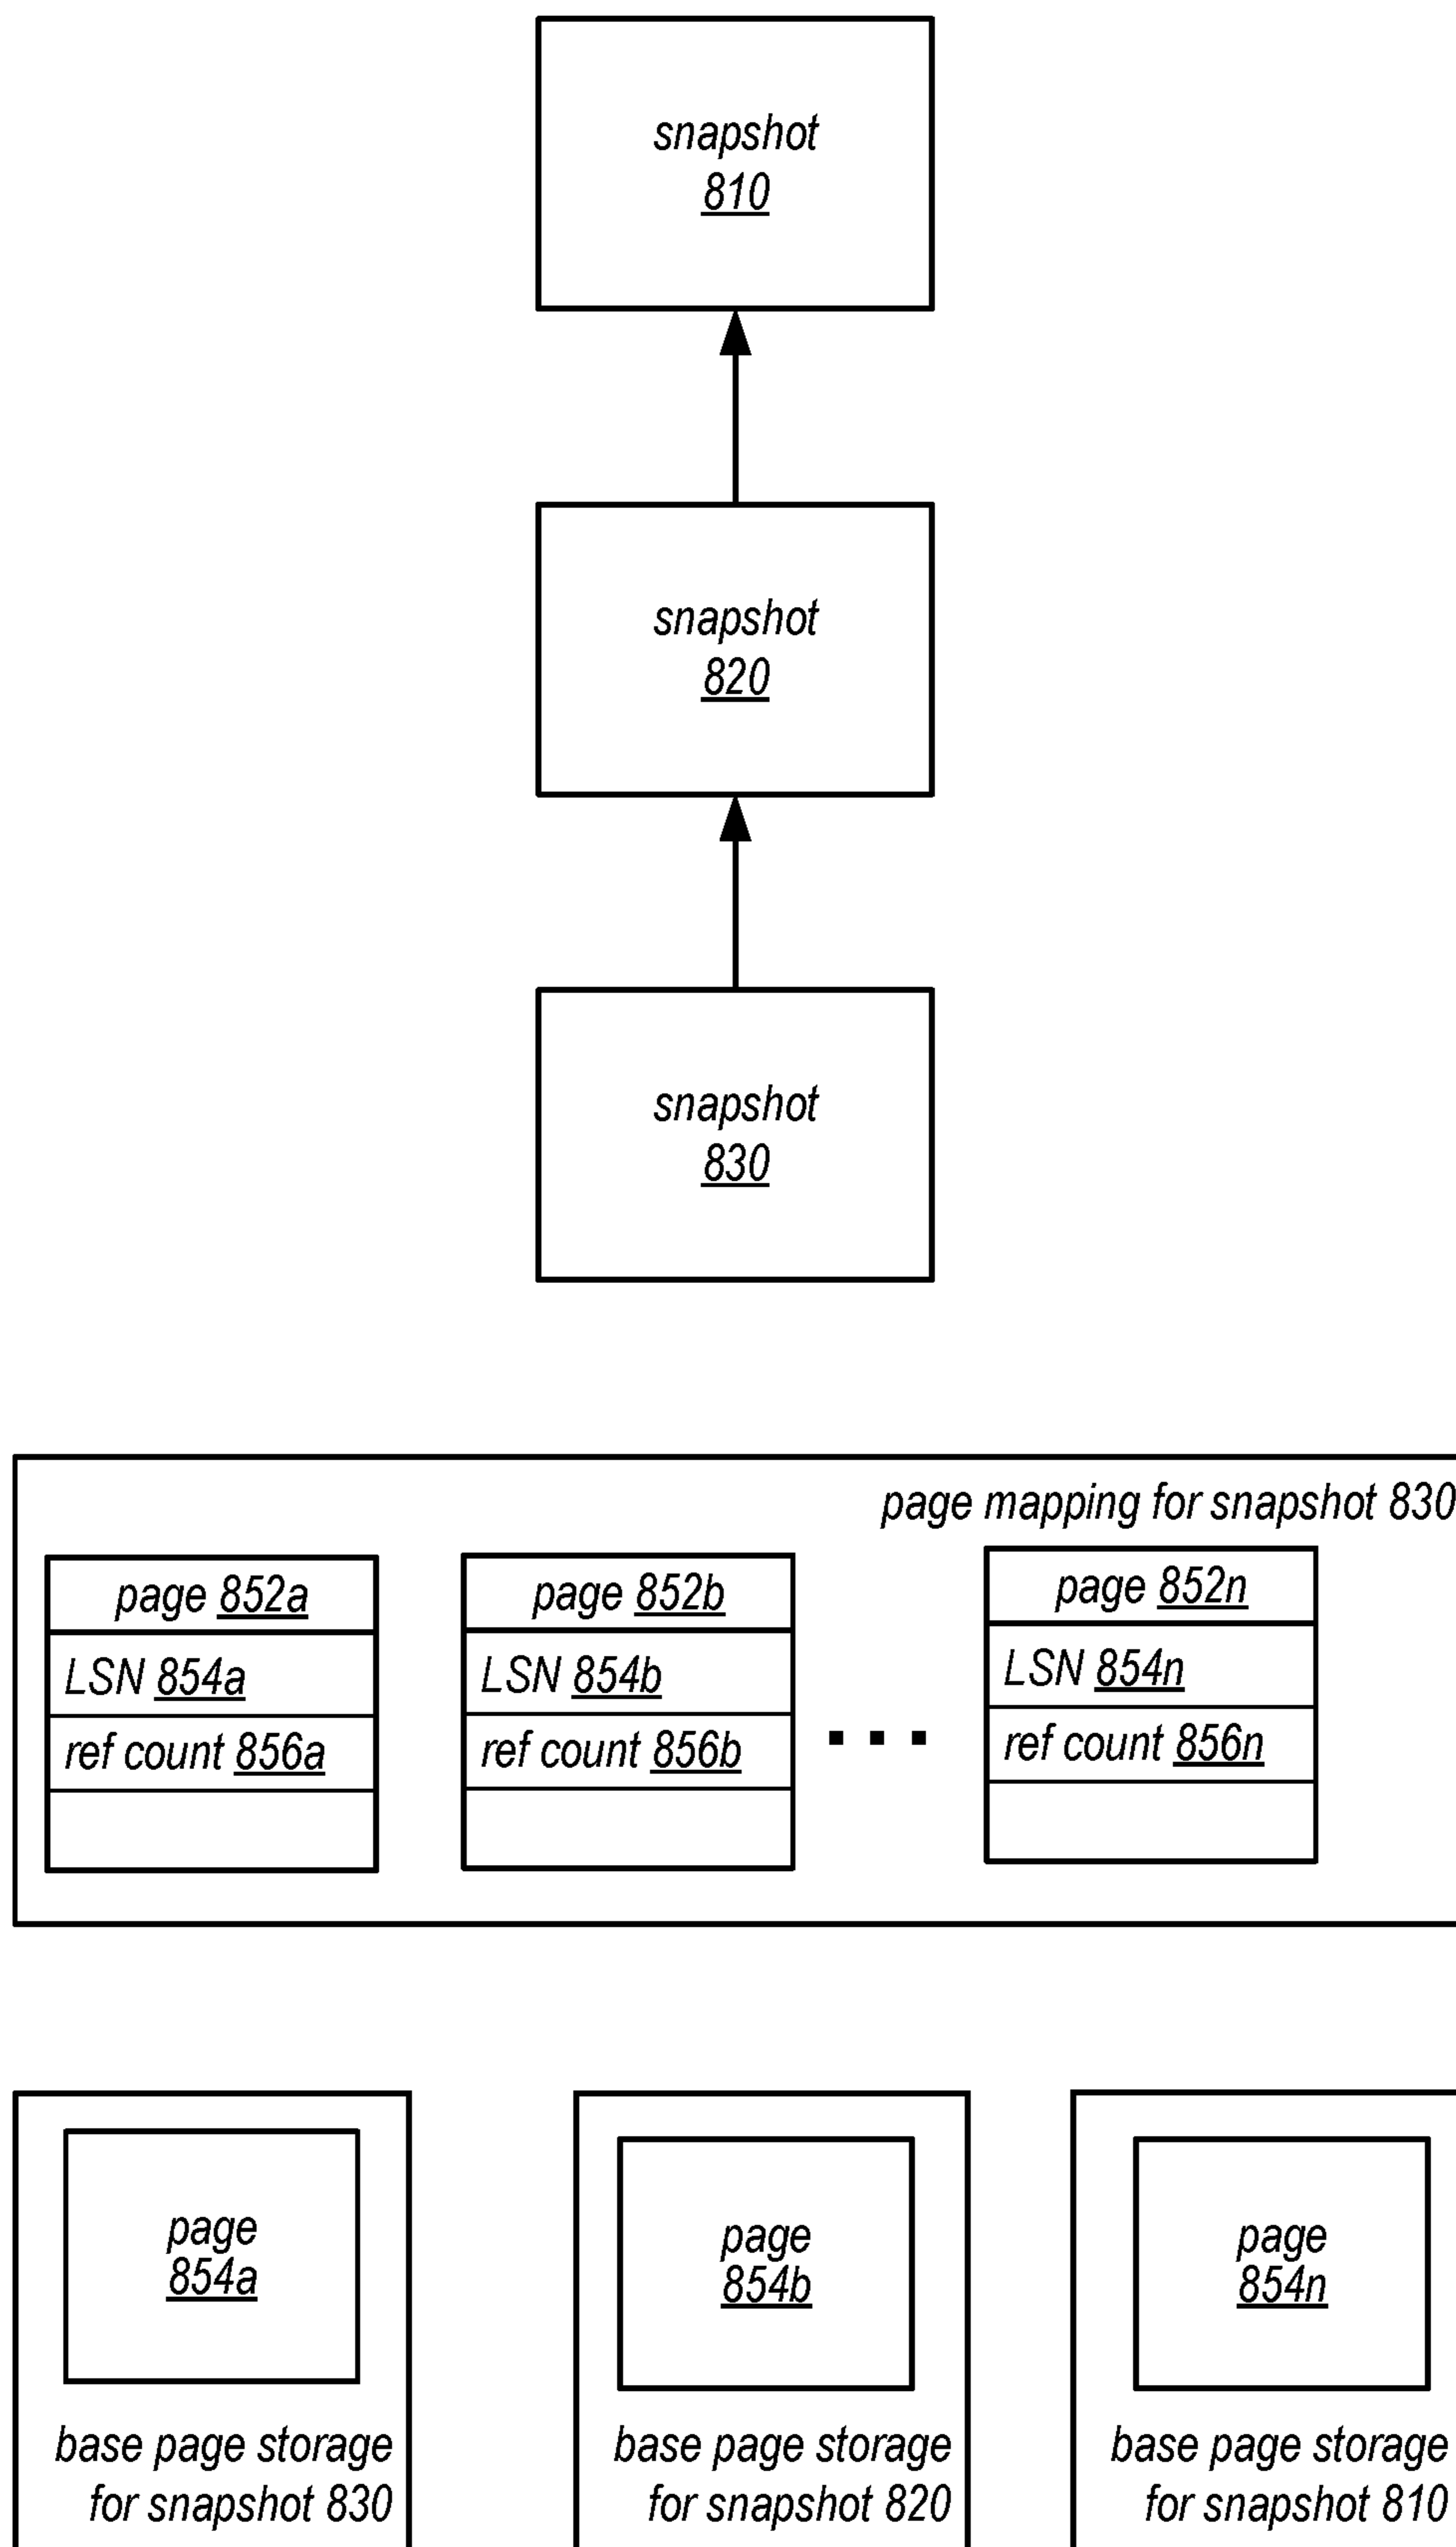 snapshot
810
snapshot
820
snapshot
830
page mapping for snapshot 830
page 852a
LSN 854a
ref count 856a
page 852b
LSN 854b
ref count 856b
...
page 852n
LSN 854n
ref count 856n
page
854a
base page storage
for snapshot 830
page
854b
base page storage
for snapshot 820
page
854n
base page storage
for snapshot 810